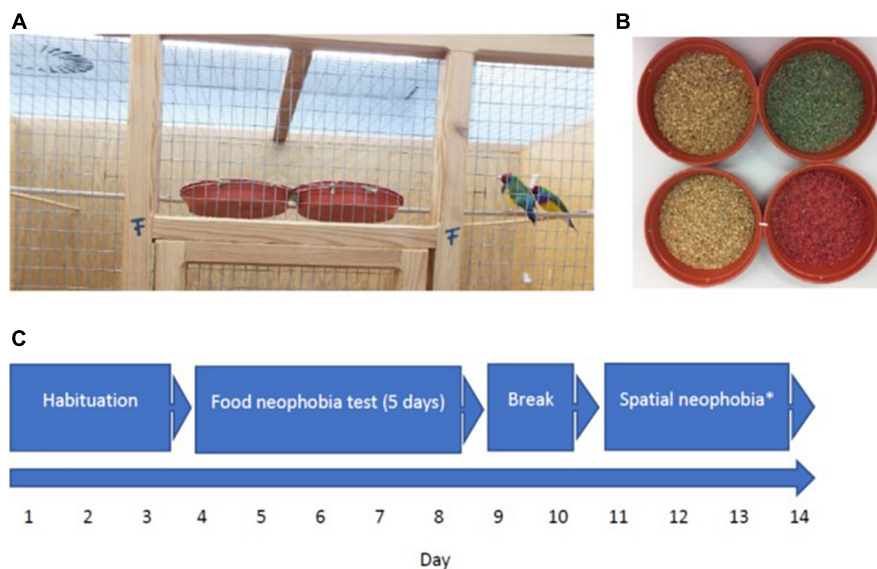 A
B
F
F
C
Habituation
Food neophobia test (5 days)
Break
Spatial neophobia*
1 2 3 4 5 6 7 8 9 10 11 12 13 14
Day